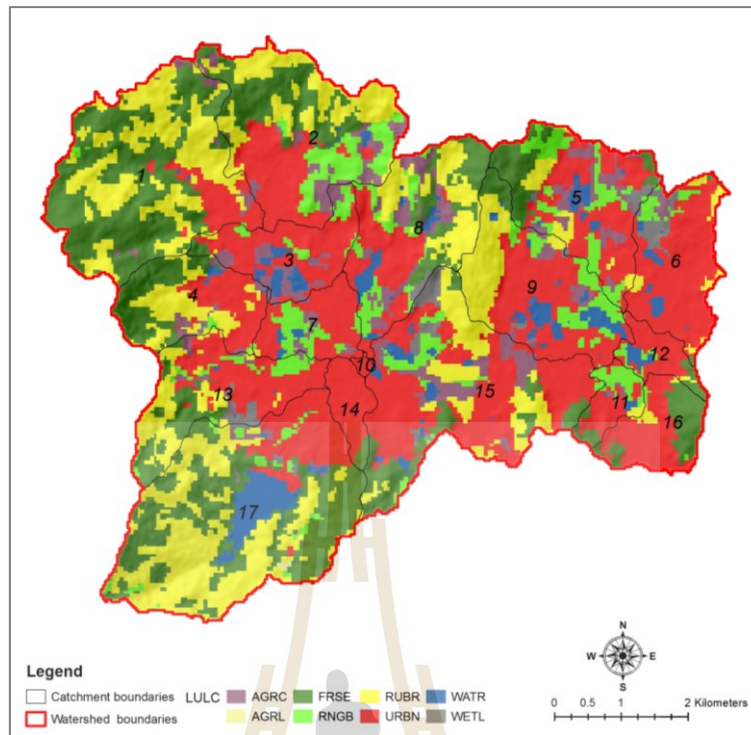 2
1
5
8
6
3
9
4
7
12
10
13
15
11
14
16
17
N
W E
S
Legend
Catchment boundaries LULC AGRC FRSE RUBR WATR
Watershed boundaries AGRL RNGB URBN WETL
0 0.5 1 2 Kilometers